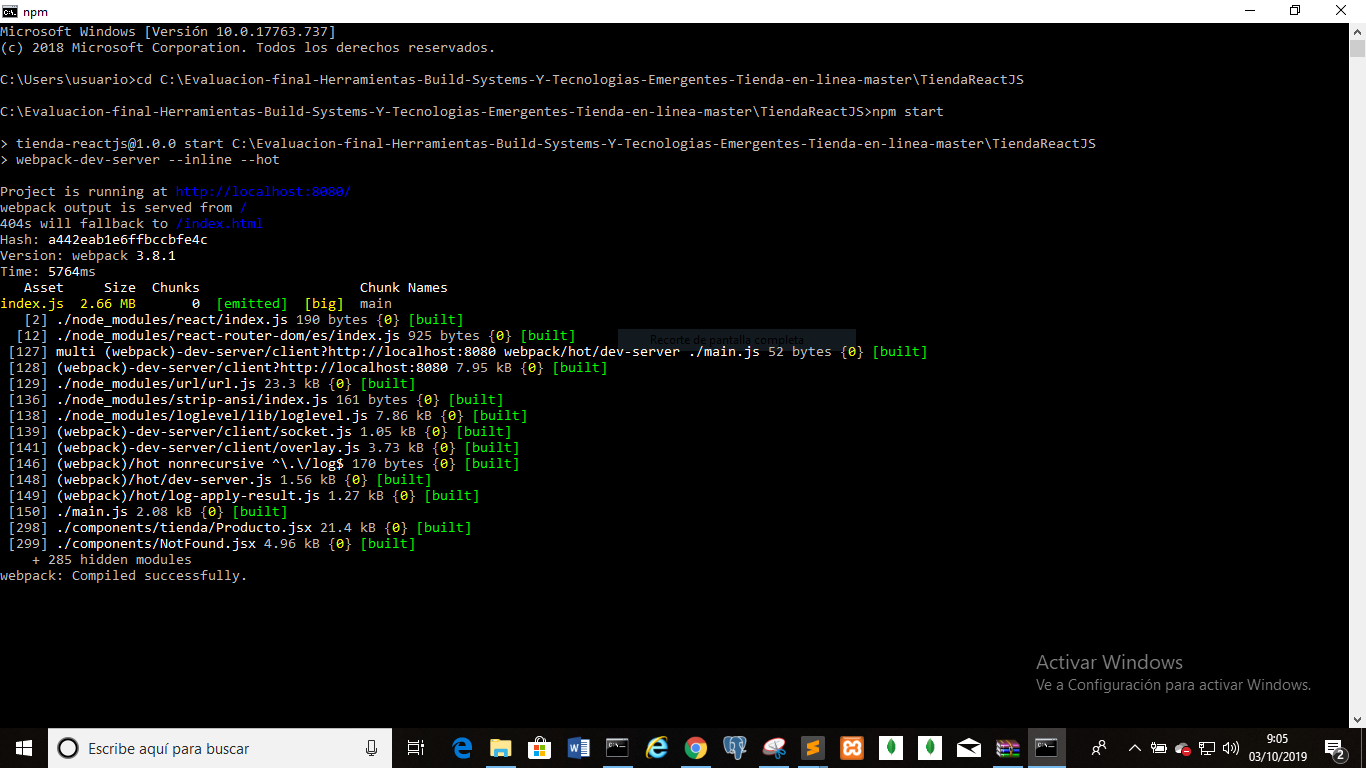 npm
Microsoft Windows [Versión 10.0.17763.737]
(c) 2018 Microsoft Corporation. Todos los derechos reservados.
C:\Users\usuario>cd C:\Evaluacion-final-Herramientas-Build-Systems-Y-Tecnologias-Emergentes-Tienda-en-linea-master\TiendaReactJS
C:\Evaluacion-final-Herramientas-Build-Systems-Y-Tecnologias-Emergentes-Tienda-en-linea-master\TiendaReactJS>npm start
> tienda-reactjs@1.0.0 start C:\Evaluacion-final-Herramientas-Build-Systems-Y-Tecnologias-Emergentes-Tienda-en-linea-master\TiendaReactJS
> webpack-dev-server --inline --hot
Project is running at http://localhost:8080/
webpack output is served from /
404s will fallback to /index.html
Hash: a442eab1e6ffbccbfe4c
Version: webpack 3.8.1
Time: 5764ms
Asset Size Chunks Chunk Names
index.js 2.66 MB 0 [emitted] [big] main
[2] ./node_modules/react/index.js 190 bytes {0} [built]
[12] ./node_modules/react-router-dom/es/index.js 925 bytes {0} [built]
Recorte de pantalla completa
[127] multi (webpack)-dev-server/client?http://localhost:8080 webpack/hot/dev-server ./main.js 52 bytes {0} [built]
[128] (webpack)-dev-server/client?http://localhost:8080 7.95 kB {0} [built]
[129] ./node_modules/url/url.js 23.3 kB {0} [built]
[136] ./node_modules/strip-ansi/index.js 161 bytes {0} [built]
[138] ./node_modules/loglevel/lib/loglevel.js 7.86 kB {0} [built]
[139] (webpack)-dev-server/client/socket.js 1.05 kB {0} [built]
[141] (webpack)-dev-server/client/overlay.js 3.73 kB {0} [built]
[146] (webpack)/hot nonrecursive ^\.\/log$ 170 bytes {0} [built]
[148] (webpack)/hot/dev-server.js 1.56 kB {0} [built]
[149] (webpack)/hot/log-apply-result.js 1.27 kB {0} [built]
[150] ./main.js 2.08 kB {0} [built]
[298] ./components/tienda/Producto.jsx 21.4 kB {0} [built]
[299] ./components/NotFound.jsx 4.96 kB {0} [built]
+ 285 hidden modules
webpack: Compiled successfully.
Activar Windows
Ve a Configuración para activar Windows.
Escribe aquí para buscar
9:05
03/10/2019
2